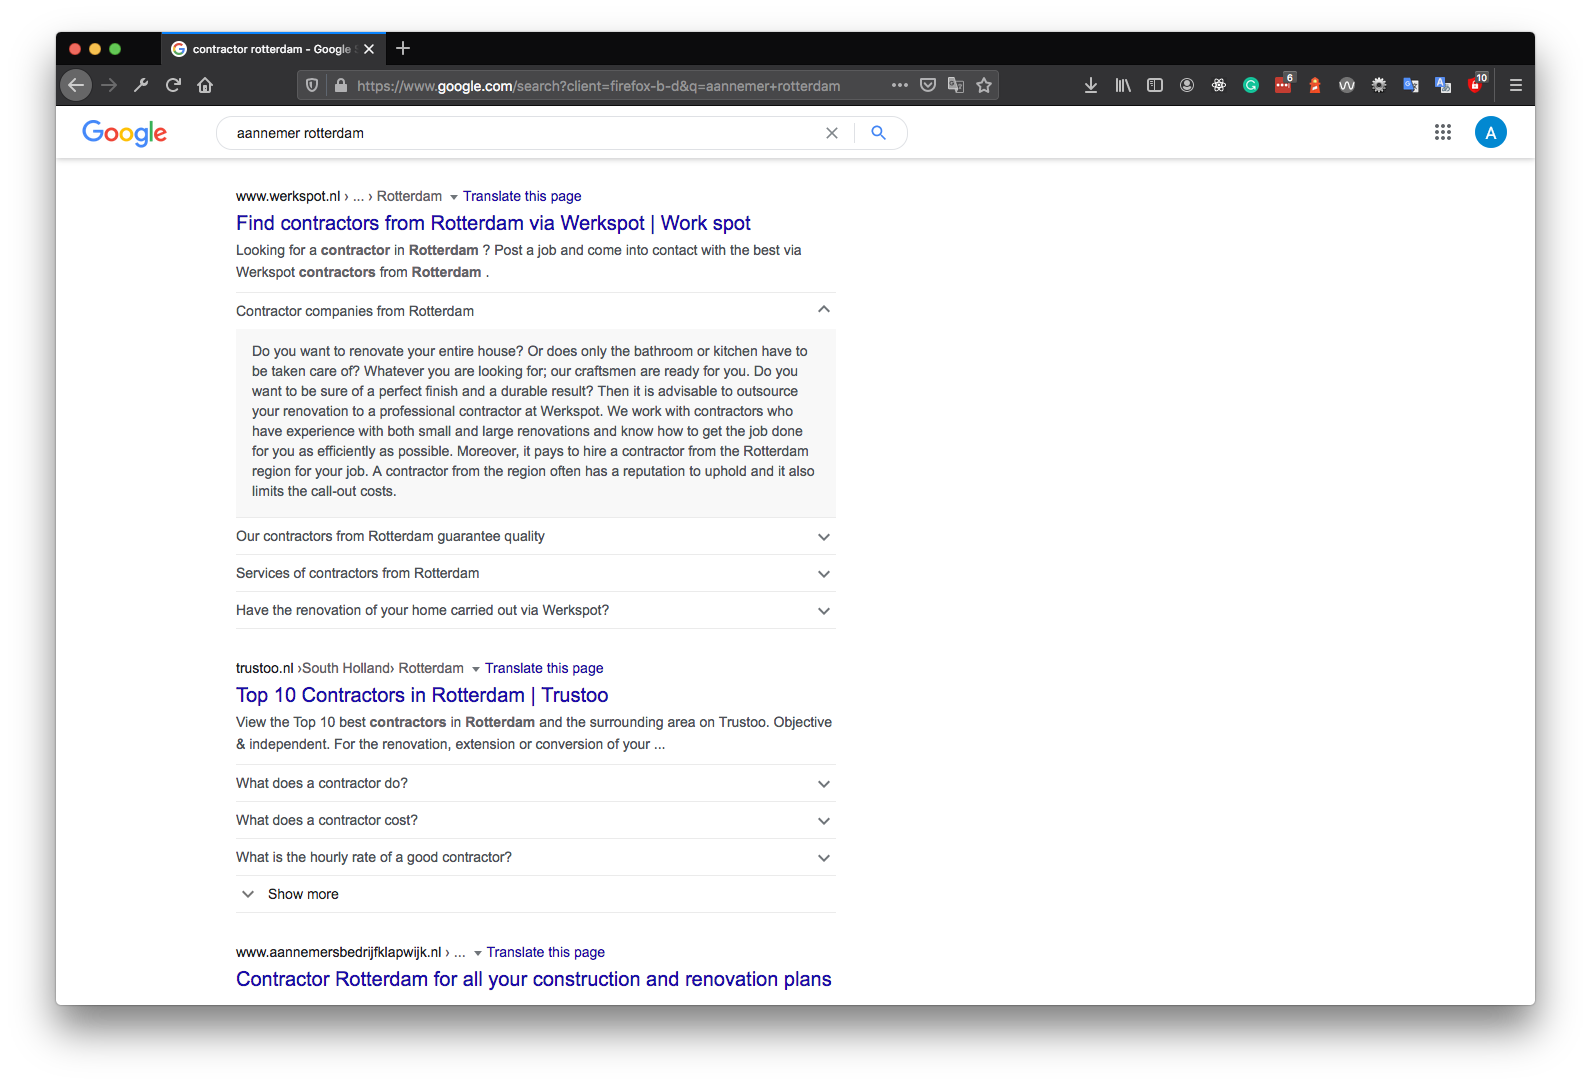 contractor rotterdam - Google S
https://www.google.com/search?client=firefox-b-d&q=aannemer+rotterdam
6
10
Google
aannemer rotterdam
A
www.werkspot.nl › ... › Rotterdam Translate this page
Find contractors from Rotterdam via Werkspot | Work spot
Looking for a contractor in Rotterdam ? Post a job and come into contact with the best via
Werkspot contractors from Rotterdam .
Contractor companies from Rotterdam
Do you want to renovate your entire house? Or does only the bathroom or kitchen have to
be taken care of? Whatever you are looking for; our craftsmen are ready for you. Do you
want to be sure of a perfect finish and a durable result? Then it is advisable to outsource
your renovation to a professional contractor at Werkspot. We work with contractors who
have experience with both small and large renovations and know how to get the job done
for you as efficiently as possible. Moreover, it pays to hire a contractor from the Rotterdam
region for your job. A contractor from the region often has a reputation to uphold and it also
limits the call-out costs.
Our contractors from Rotterdam guarantee quality
Services of contractors from Rotterdam
Have the renovation of your home carried out via Werkspot?
trustoo.nl ›South Holland› Rotterdam Translate this page
Top 10 Contractors in Rotterdam | Trustoo
View the Top 10 best contractors in Rotterdam and the surrounding area on Trustoo. Objective
& independent. For the renovation, extension or conversion of your ...
What does a contractor do?
What does a contractor cost?
What is the hourly rate of a good contractor?
Show more
www.aannemersbedrijfklapwijk.nl › ... Translate this page
Contractor Rotterdam for all your construction and renovation plans